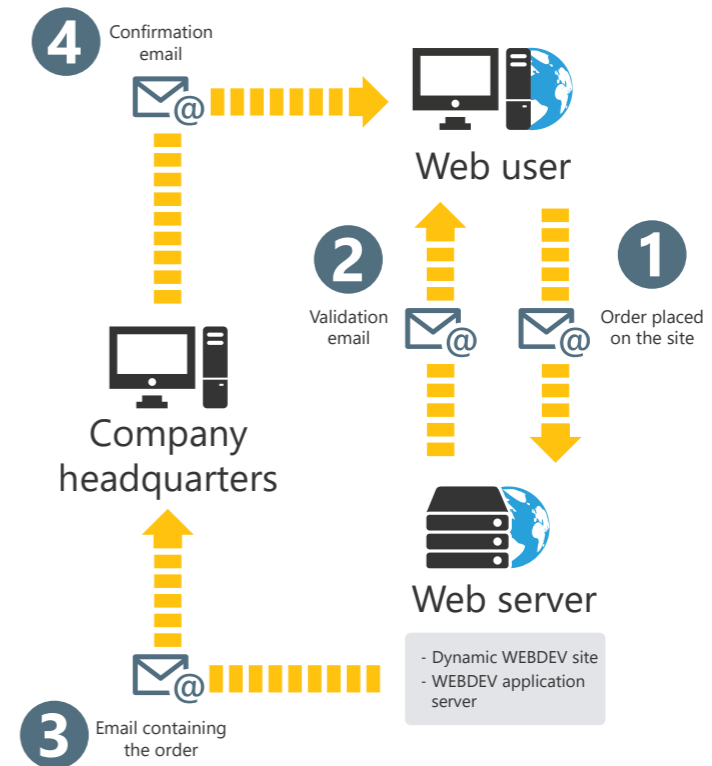 4
Confirmation
email
@
Web user
2
1
Validation
email
@
@
Order placed
on the site
Company
headquarters
Web server
- Dynamic WEBDEV site
- WEBDEV application
server
@
3
Email containing
the order